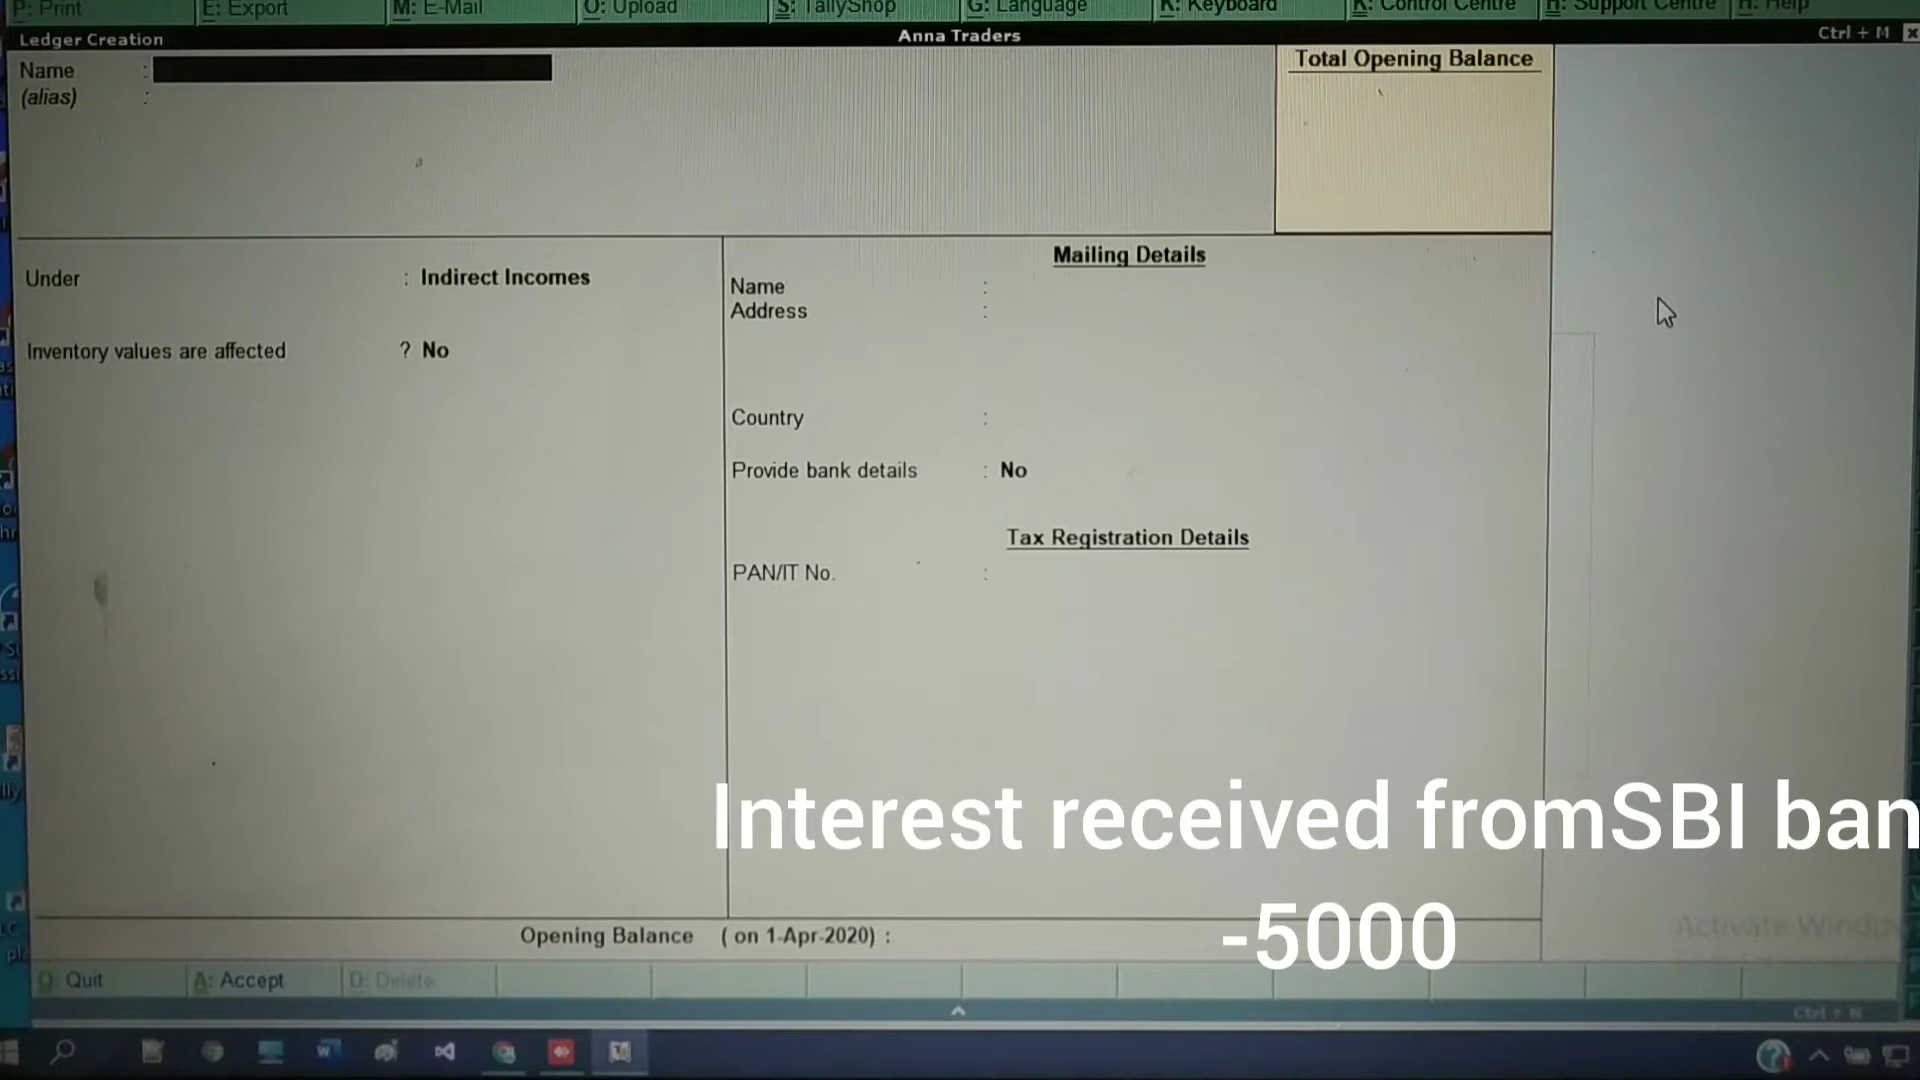 P: Print E: Export M: E-Mail O: Upload S: TallyShop G: Language K: Keyboard K: Control Centre H: Support Centre H: Help
Ledger Creation Anna Traders Ctrl + M
Name :
(alias) :
Total Opening Balance
Under : Indirect Incomes
Inventory values are affected ? No
Mailing Details
Name :
Address :
Country :
Provide bank details : No
Tax Registration Details
PAN/IT No. :
Interest received fromSBI ban
-5000
Opening Balance ( on 1-Apr-2020) :
Activate Windows
Q: Quit A: Accept D: Delete
Ctrl + N